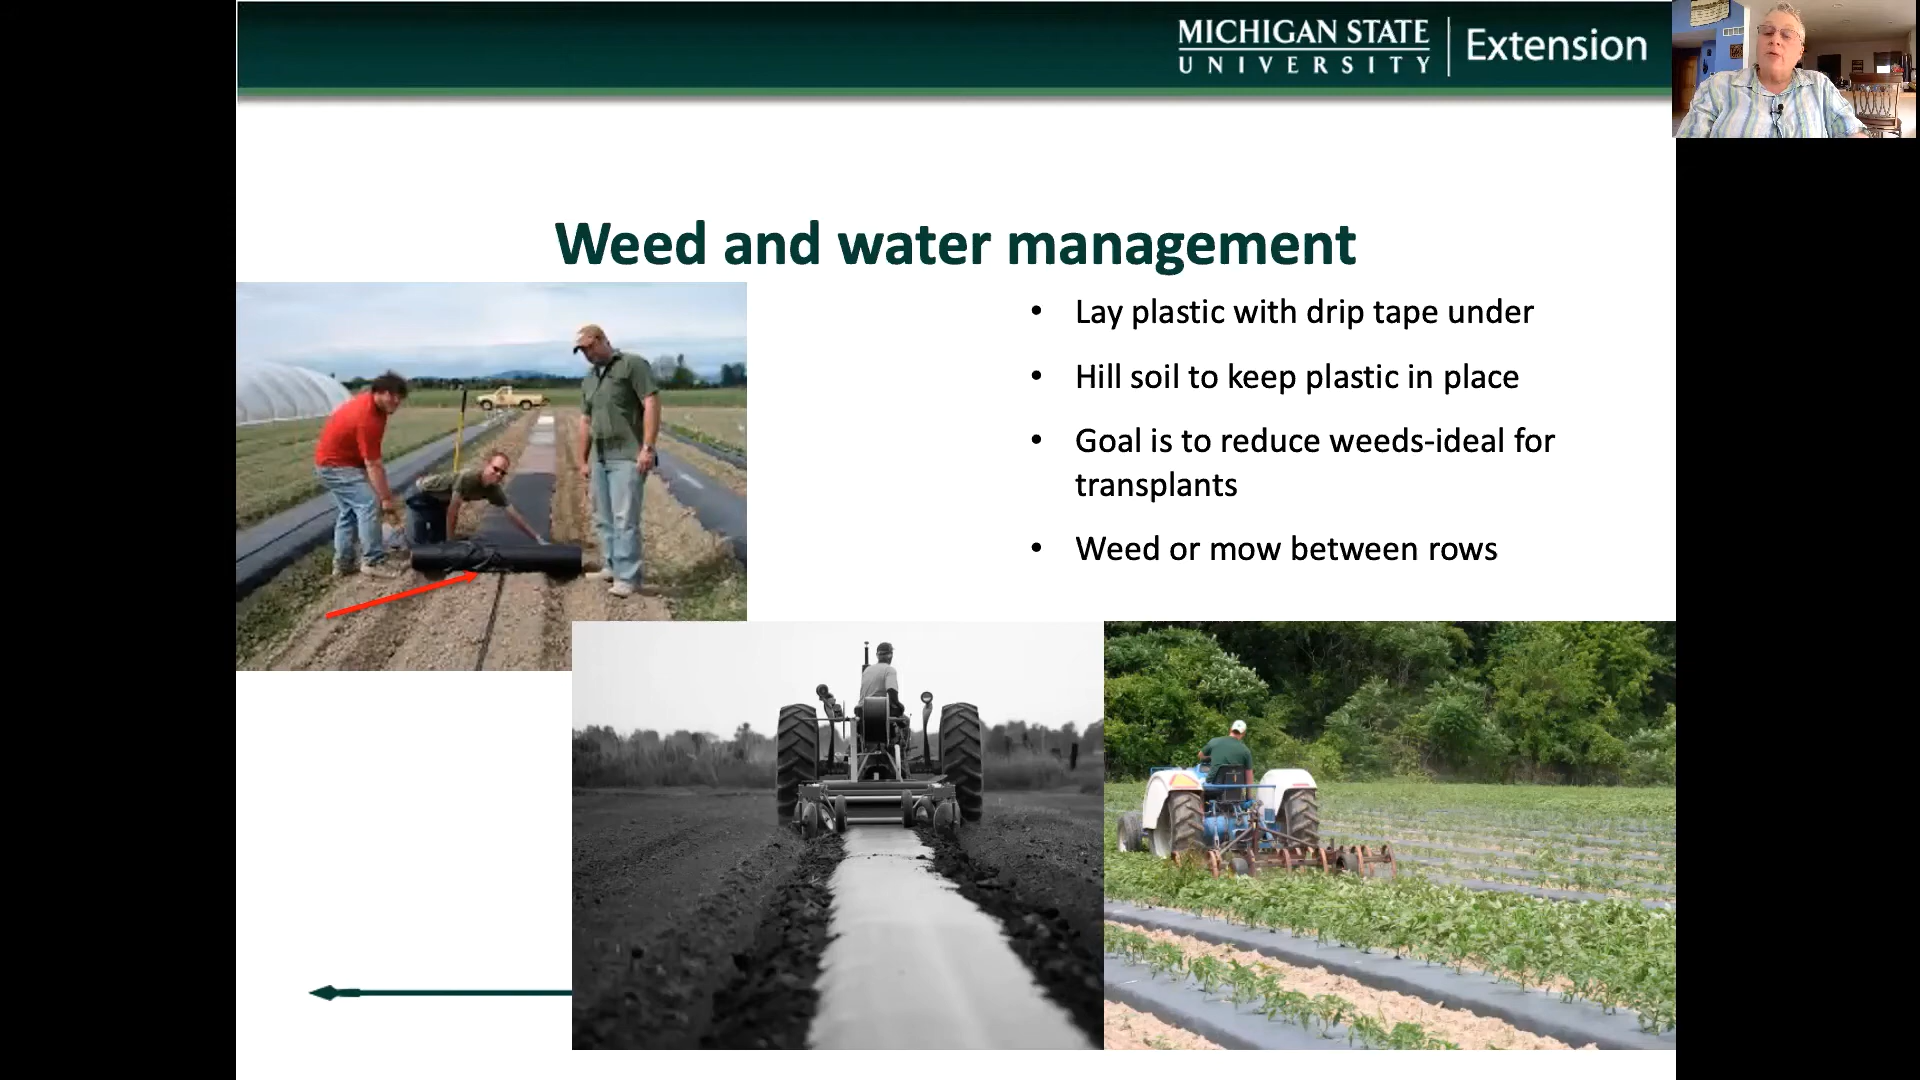 MICHIGAN STATE
UNIVERSITY
Extension
Weed and water management
• Lay plastic with drip tape under
• Hill soil to keep plastic in place
• Goal is to reduce weeds-ideal for
transplants
• Weed or mow between rows